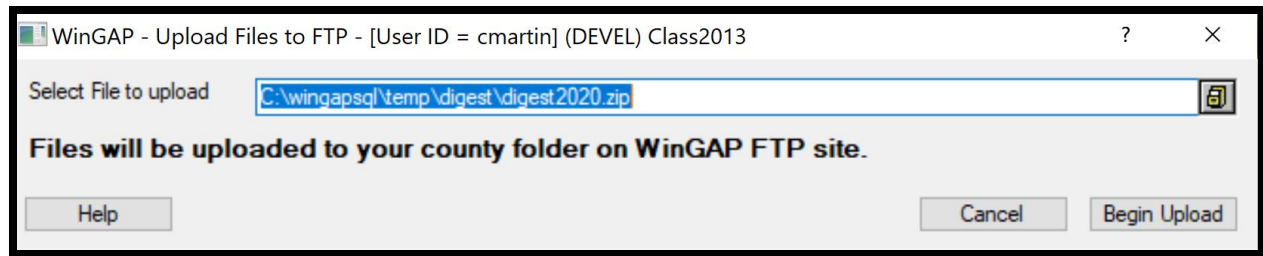 WinGAP - Upload Files to FTP - [User ID = cmartin] (DEVEL) Class2013 ?
Select File to upload C:\wingapsql\temp\digest\digest2020.zip
Files will be uploaded to your county folder on WinGAP FTP site.
Help Cancel Begin Upload